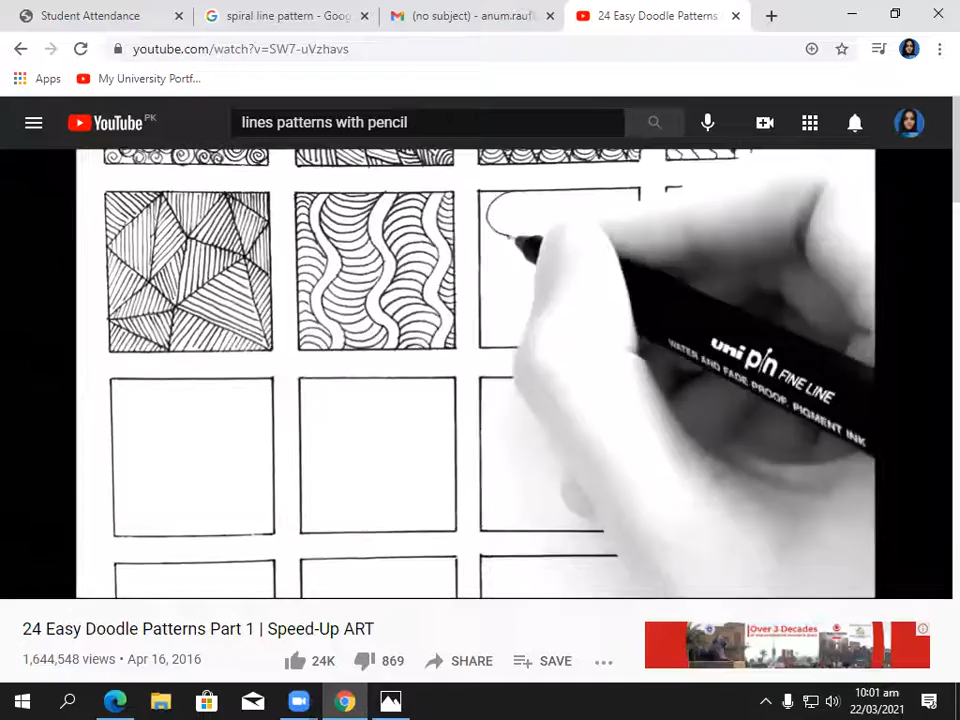 Student Attendance
spiral line pattern - Goog
(no subject) - anum.rauf
24 Easy Doodle Patterns
youtube.com/watch?v=SW7-uVzhavs
Apps
My University Portf...
YouTube PK
lines patterns with pencil
uni pin FINE LINE
WATER AND FADE PROOF, PIGMENT INK
24 Easy Doodle Patterns Part 1 | Speed-Up ART
1,644,548 views • Apr 16, 2016
24K
869
SHARE
SAVE
Over 3 Decades
10:01 am
22/03/2021